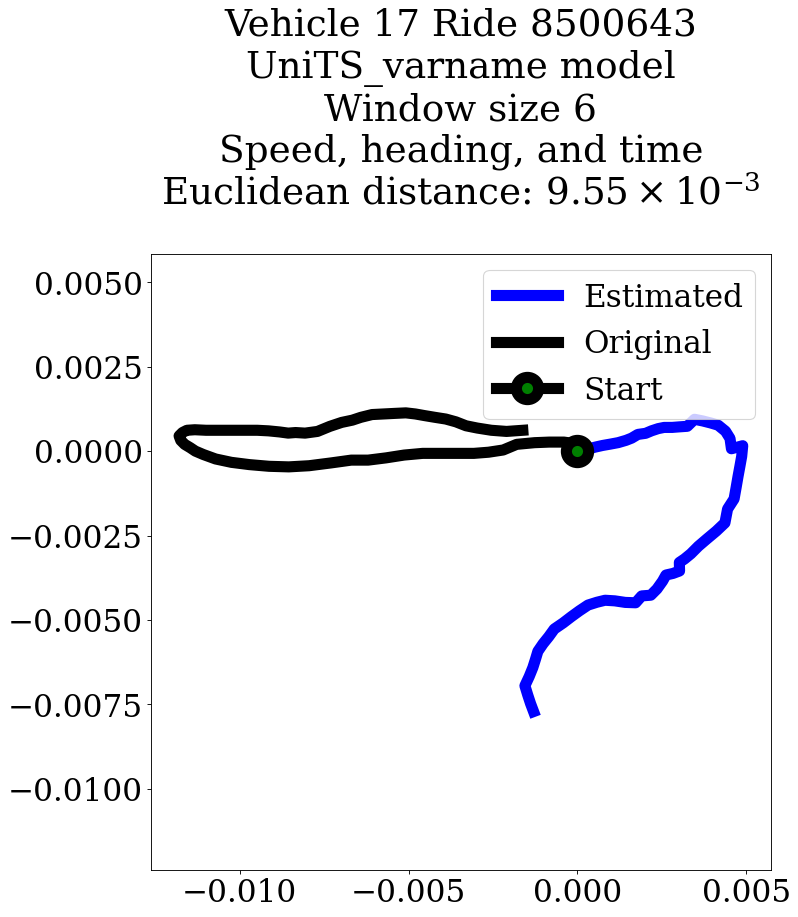 Vehicle 17 Ride 8500643
UniTS_varname model
Window size 6
Speed, heading, and time
Euclidean distance: 9.55 × 10⁻³
Estimated
Original
Start
0.0050
0.0025
0.0000
−0.0025
−0.0050
−0.0075
−0.0100
−0.010 −0.005 0.000 0.005